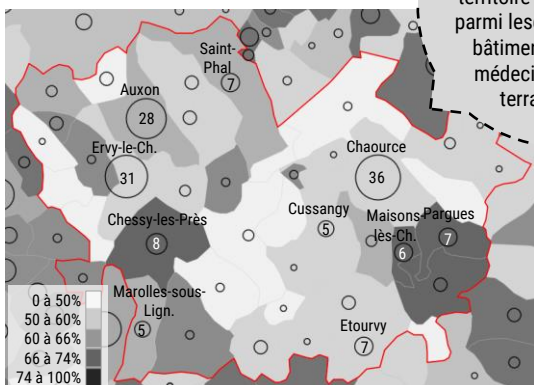 territoire
parmi les
bâtimen
médeci
terra
Saint-
Phal
7
Auxon
28
Ervy-le-Ch.
31
Chaource
36
Chessy-les-Près
8
Cussangy
5
Maisons-
lès-Ch.
6
Pargues
7
Marolles-sous-
Lign.
5
Etourvy
7
0 à 50%
50 à 60%
60 à 66%
66 à 74%
74 à 100%